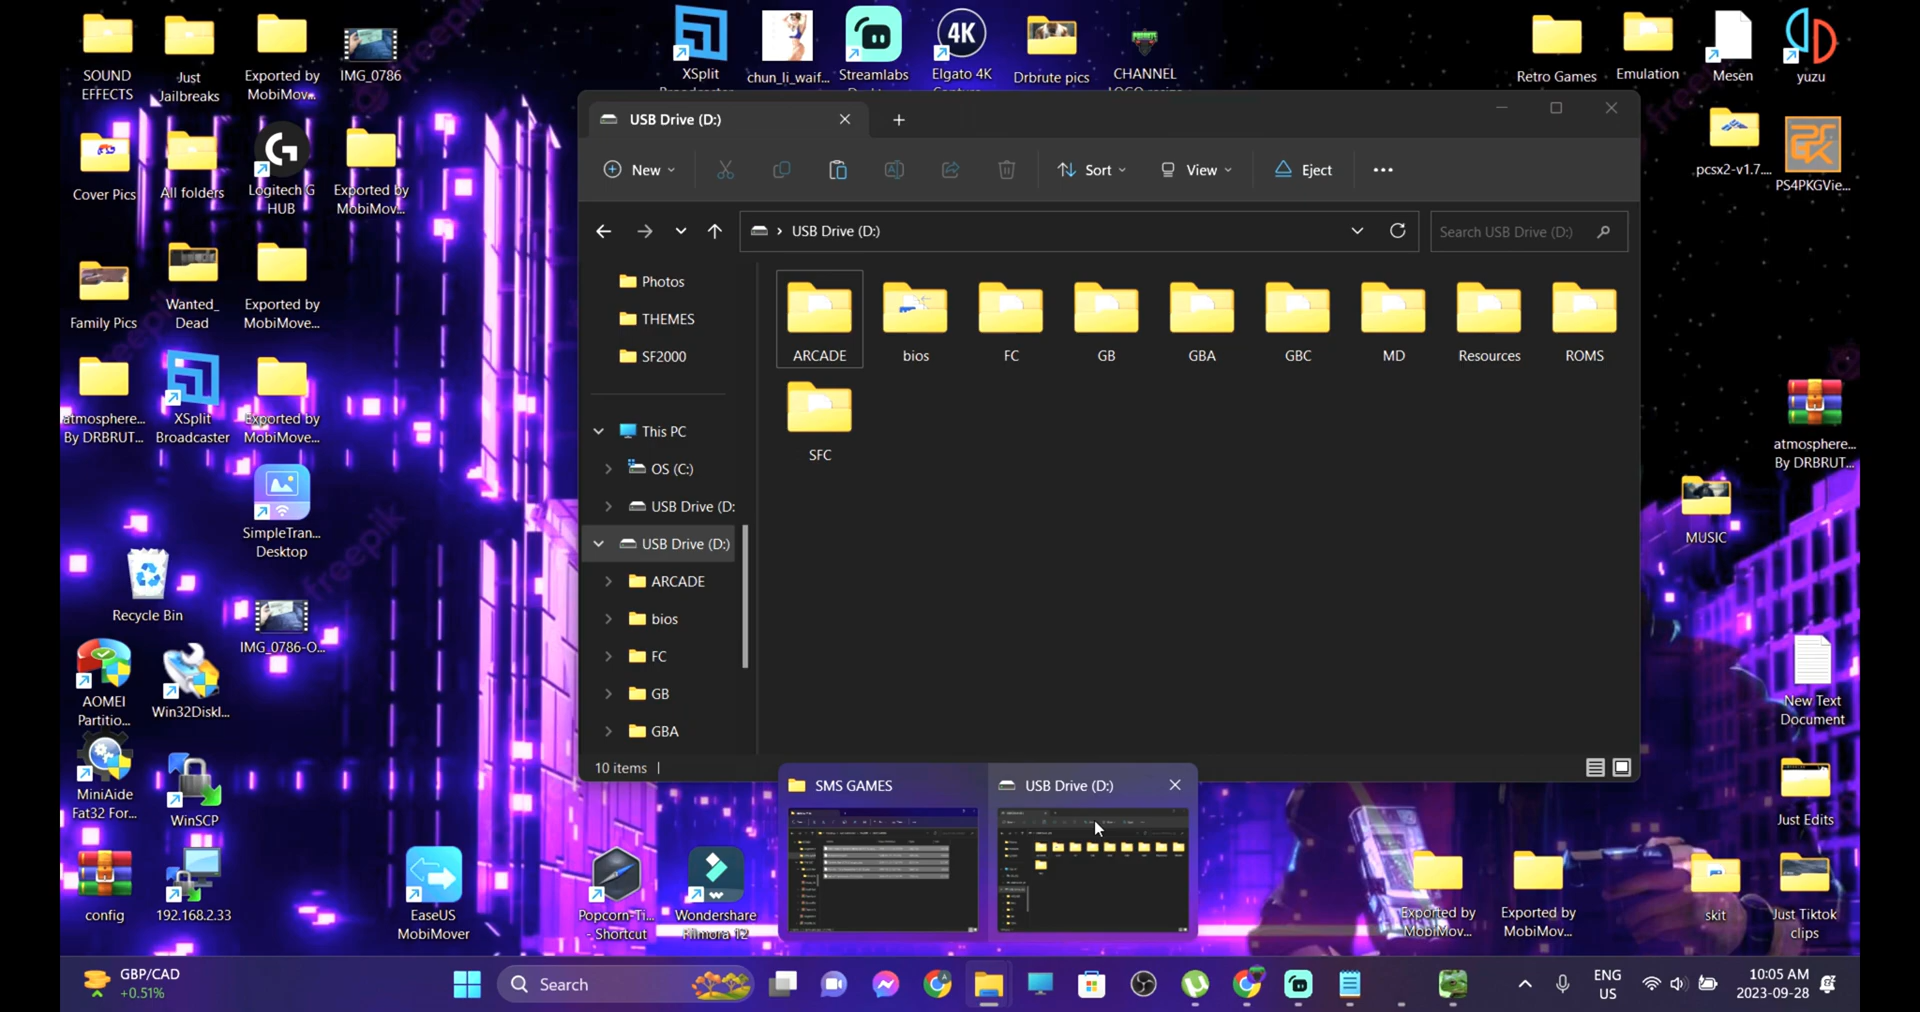 SOUND
EFFECTS
Just
Jailbreaks
Exported by
MobiMov...
IMG_0786
XSplit
chun_li_waif...
Streamlabs
Elgato 4K
Drbrute pics
CHANNEL
Retro Games
Emulation
Mesen
yuzu
freepik
Cover Pics
All folders
Logitech G
HUB
Exported by
MobiMov...
pcsx2-v1.7....
PS4PKGVie...
Family Pics
Wanted_
Dead
Exported by
MobiMove...
atmosphere...
By DRBRUT...
XSplit
Broadcaster
Exported by
MobiMove...
atmosphere...
By DRBRUT...
SimpleTran...
Desktop
freepik
MUSIC
Recycle Bin
IMG_0786-O...
AOMEI
Partitio...
Win32DiskI...
New Text
Document
MiniAide
Fat32 For...
WinSCP
Just Edits
config
192.168.2.33
EaseUS
MobiMover
Popcorn-Ti...
- Shortcut
Wondershare
Filmora 12
Exported by
MobiMov...
Exported by
MobiMov...
skit
Just Tiktok
clips
USB Drive (D:)
New
Sort
View
Eject
USB Drive (D:)
Search USB Drive (D:)
Photos
THEMES
SF2000
This PC
OS (C:)
USB Drive (D:
USB Drive (D:)
ARCADE
bios
FC
GB
GBA
ARCADE
bios
FC
GB
GBA
GBC
MD
Resources
ROMS
SFC
10 items
SMS GAMES
USB Drive (D:)
GBP/CAD
+0.51%
Search
ENG
US
10:05 AM
2023-09-28